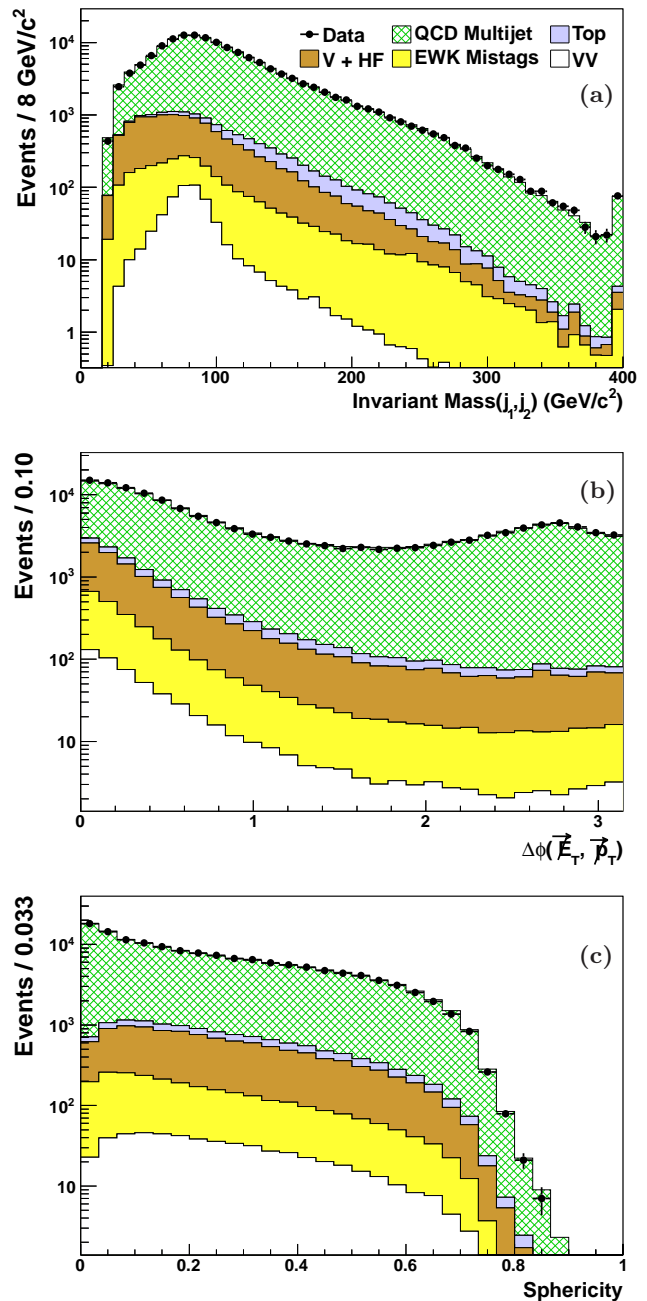 Data QCD Multijet Top
V + HF EWK Mistags VV
(a)
Events / 8 GeV/c²
10⁴
10³
10²
10
1
0 100 200 300 400
Invariant Mass(j₁,j₂) (GeV/c²)
(b)
Events / 0.10
10⁴
10³
10²
10
0 1 2 3
Δϕ(E̸⃗_T, p̸⃗_T)
(c)
Events / 0.033
10⁴
10³
10²
10
0 0.2 0.4 0.6 0.8 1
Sphericity